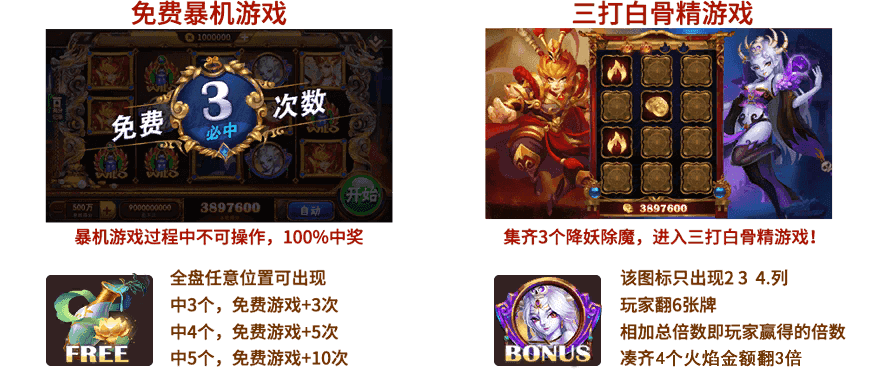 免费暴机游戏
1000000
WILD
WILD
WILD
免费
3
必中
次数
500万
9000000000
3897600
自动
开始
暴机游戏过程中不可操作，100%中奖
FREE
全盘任意位置可出现
中3个，免费游戏+3次
中4个，免费游戏+5次
中5个，免费游戏+10次
三打白骨精游戏
3897600
集齐3个降妖除魔，进入三打白骨精游戏！
BONUS
该图标只出现2 3 4.列
玩家翻6张牌
相加总倍数即玩家赢得的倍数
凑齐4个火焰金额翻3倍